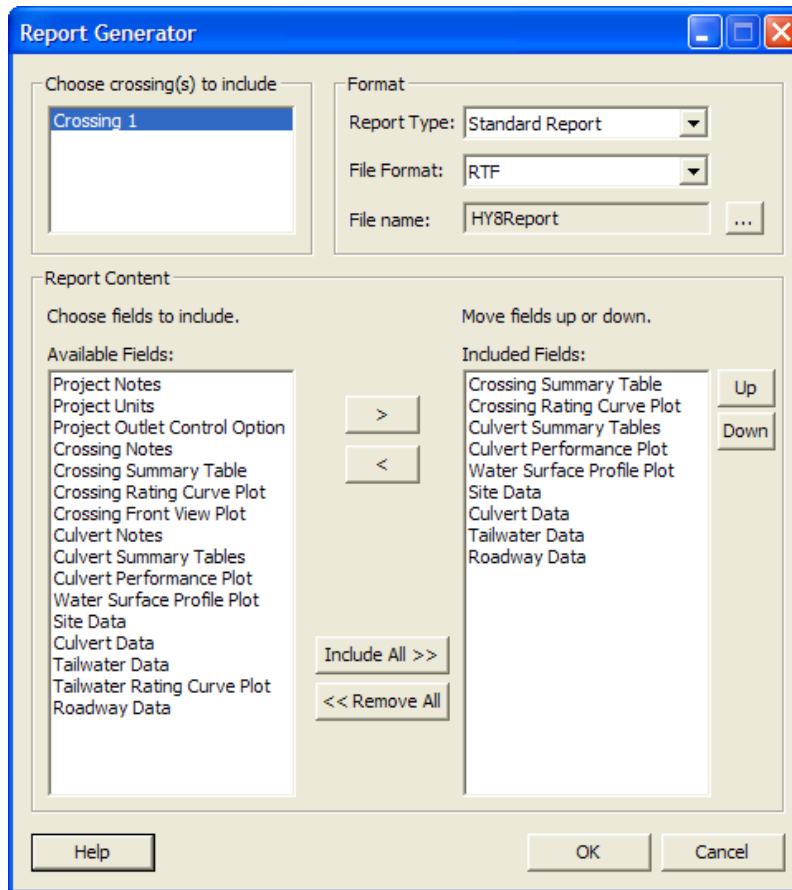 Report Generator
Choose crossing(s) to include
Crossing 1
Format
Report Type: Standard Report
File Format: RTF
File name: HY8Report ...
Report Content
Choose fields to include.
Move fields up or down.
Available Fields:
Project Notes
Project Units
Project Outlet Control Option
Crossing Notes
Crossing Summary Table
Crossing Rating Curve Plot
Crossing Front View Plot
Culvert Notes
Culvert Summary Tables
Culvert Performance Plot
Water Surface Profile Plot
Site Data
Culvert Data
Tailwater Data
Tailwater Rating Curve Plot
Roadway Data
>
<
Include All >>
<< Remove All
Included Fields:
Crossing Summary Table
Crossing Rating Curve Plot
Culvert Summary Tables
Culvert Performance Plot
Water Surface Profile Plot
Site Data
Culvert Data
Tailwater Data
Roadway Data
Up
Down
Help
OK
Cancel